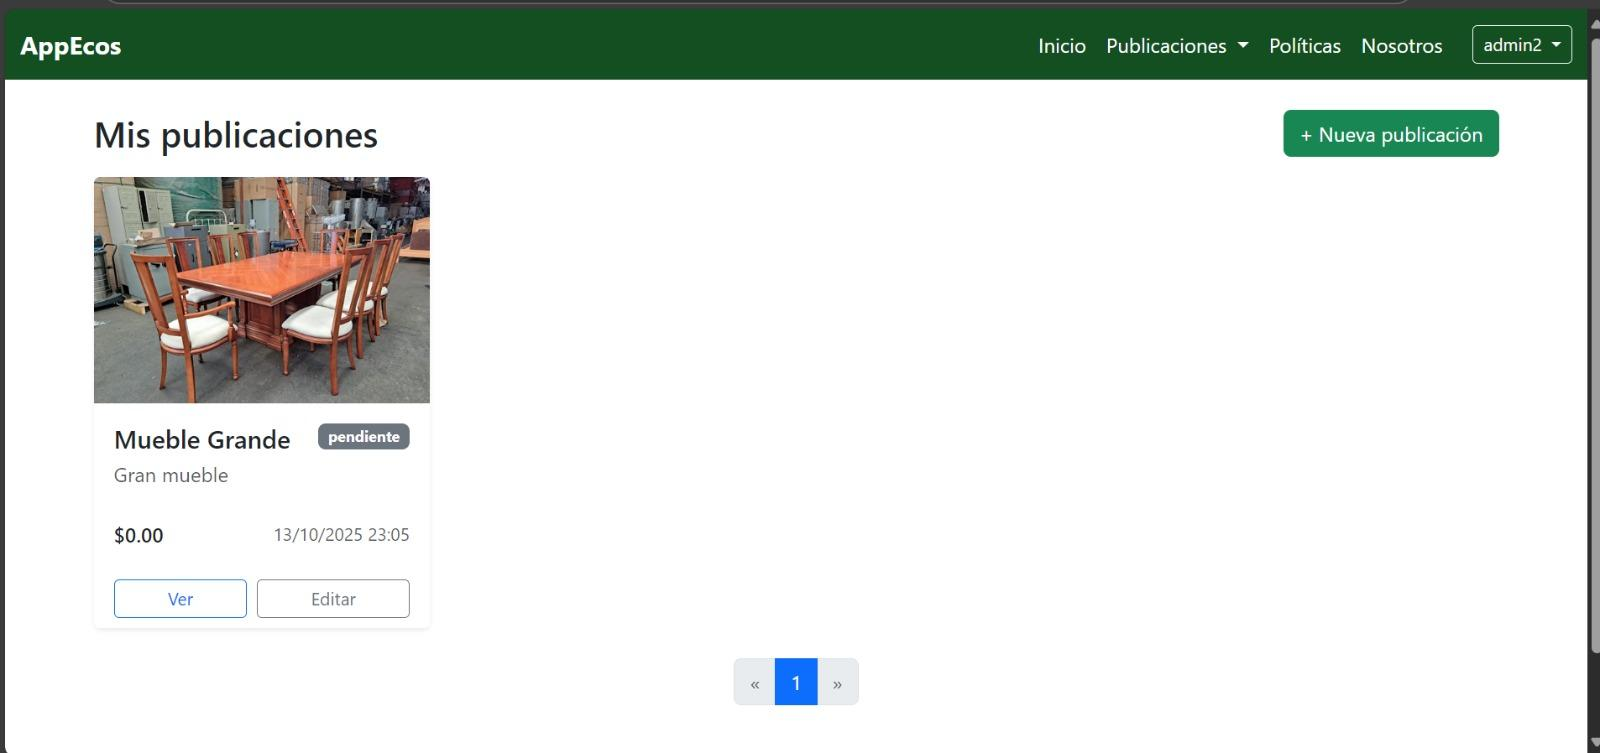 AppEcos
Inicio Publicaciones Políticas Nosotros admin2
Mis publicaciones
+ Nueva publicación
Mueble Grande pendiente
Gran mueble
$0.00 13/10/2025 23:05
Ver Editar
« 1 »